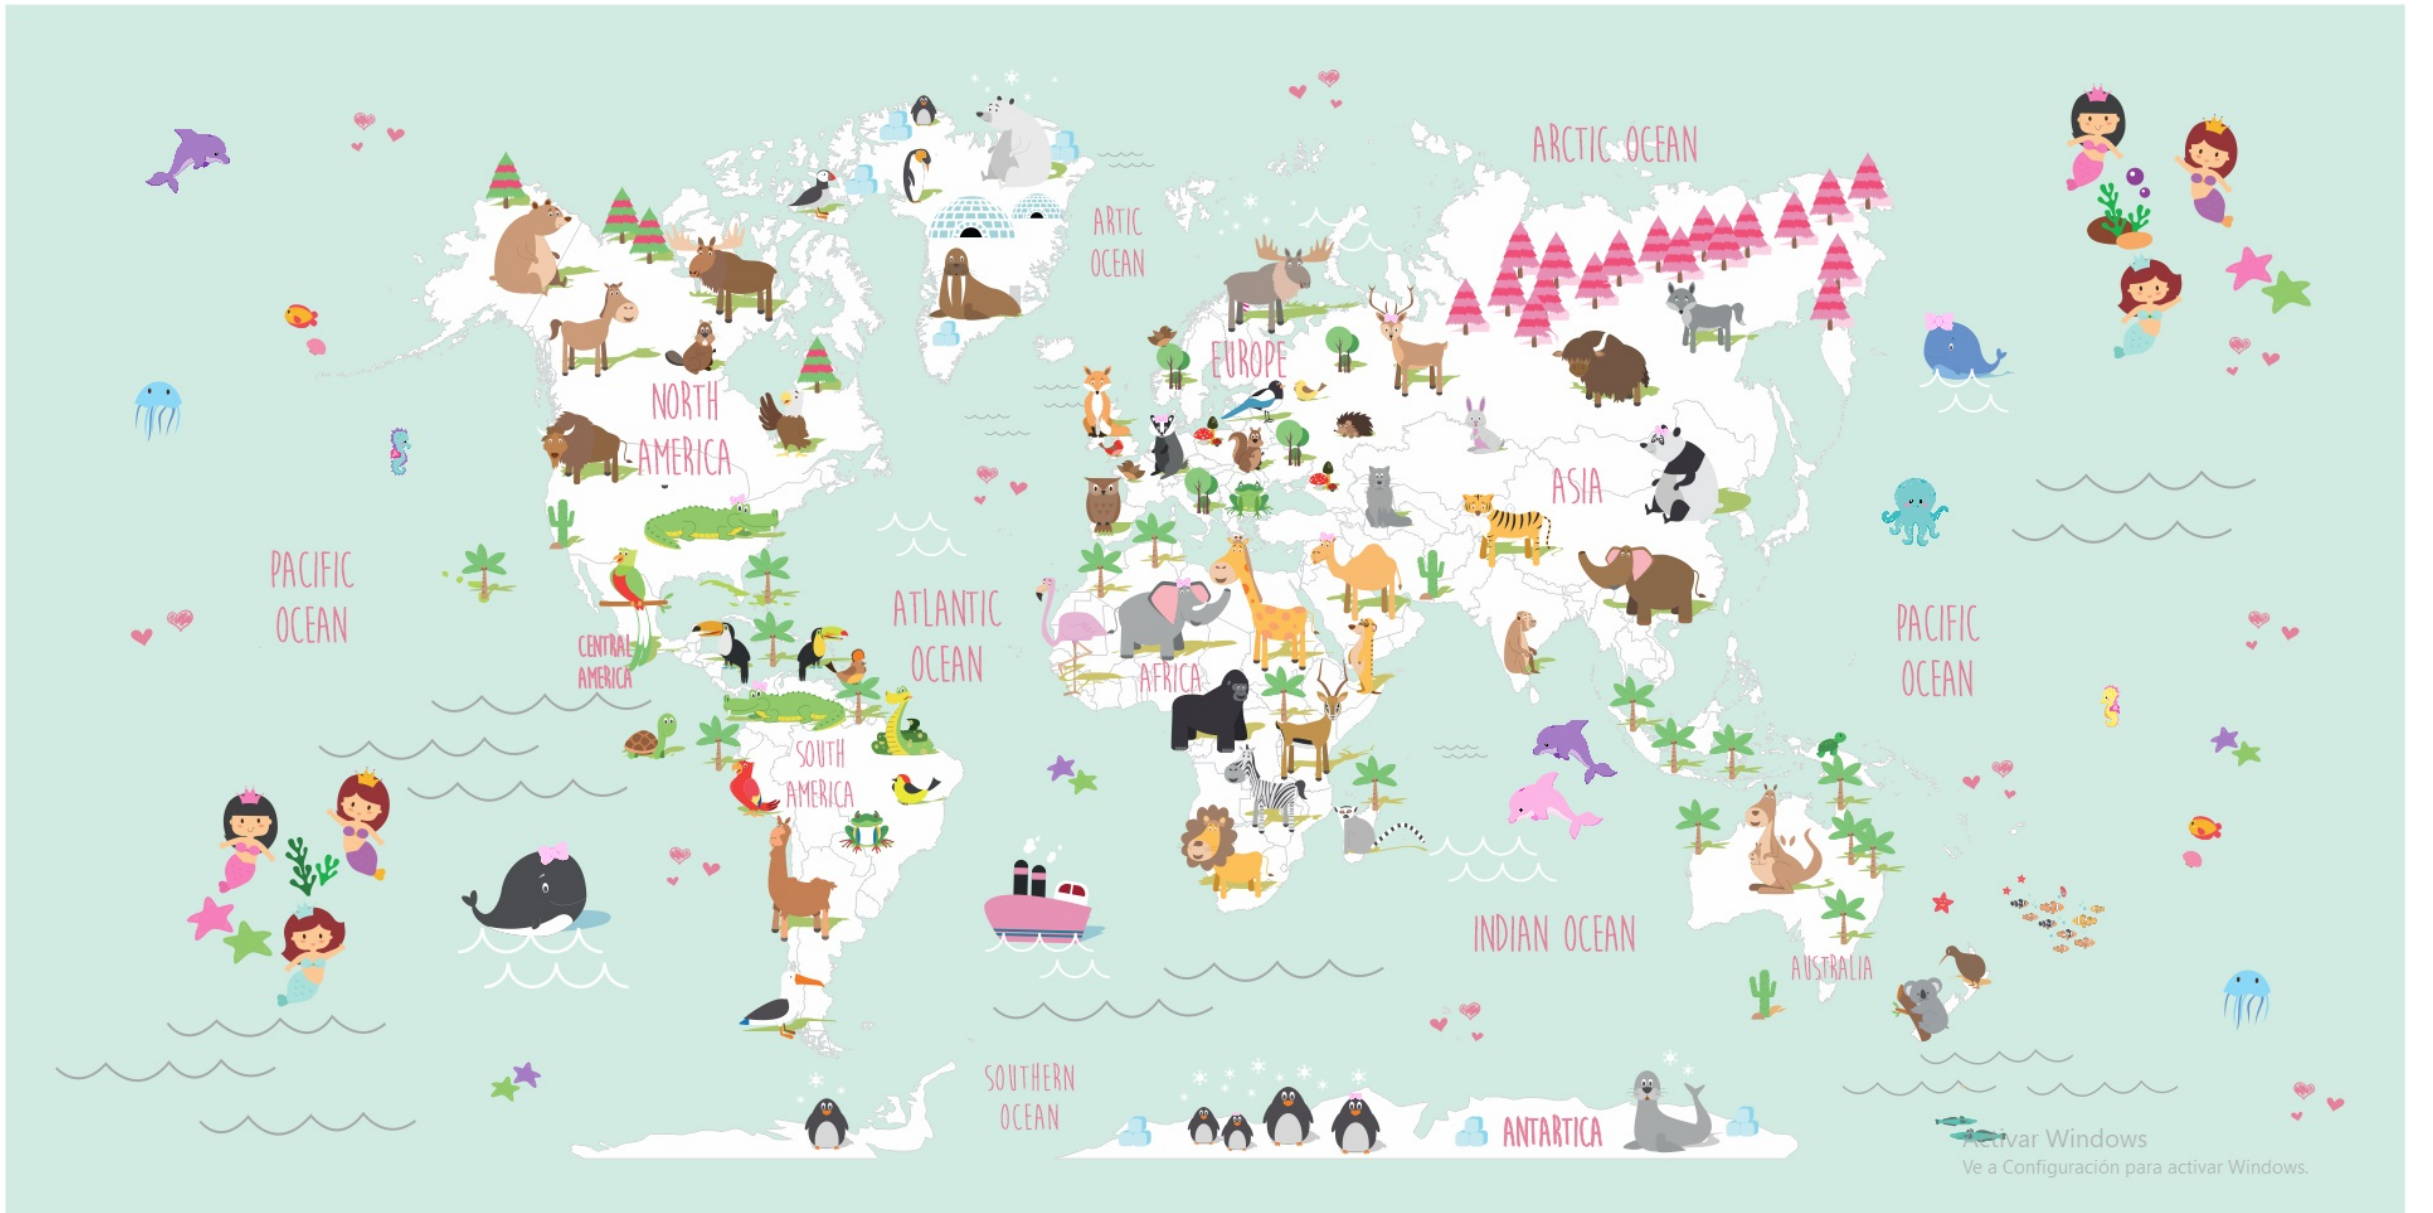 ARCTIC OCEAN
ARTIC
OCEAN
EUROPE
NORTH
AMERICA
ASIA
PACIFIC
OCEAN
ATLANTIC
OCEAN
PACIFIC
OCEAN
CENTRAL
AMERICA
AFRICA
SOUTH
AMERICA
INDIAN OCEAN
AUSTRALIA
SOUTHERN
OCEAN
ANTARTICA
Activar Windows
Ve a Configuración para activar Windows.